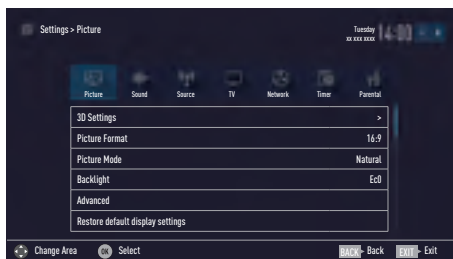 Settings > Picture
Tuesday
xx xxx xxxx
14:00
Picture Sound Source TV Network Timer Parental
3D Settings >
Picture Format 16:9
Picture Mode Natural
Backlight Eco
Advanced
Restore default display settings
Change Area OK Select BACK Back EXIT Exit